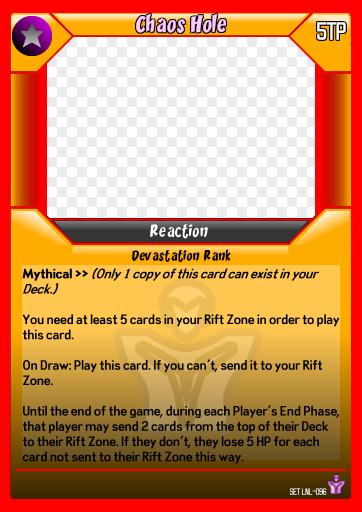 Chaos Hole
5TP
Reaction
Devastation Rank
Mythical >> (Only 1 copy of this card can exist in your
Deck.)
You need at least 5 cards in your Rift Zone in order to play
this card.
On Draw: Play this card. If you can't, send it to your Rift
Zone.
Until the end of the game, during each Player's End Phase,
that player may send 2 cards from the top of their Deck
to their Rift Zone. If they don't, they lose 5 HP for each
card not sent to their Rift Zone this way.
SET LNL-096